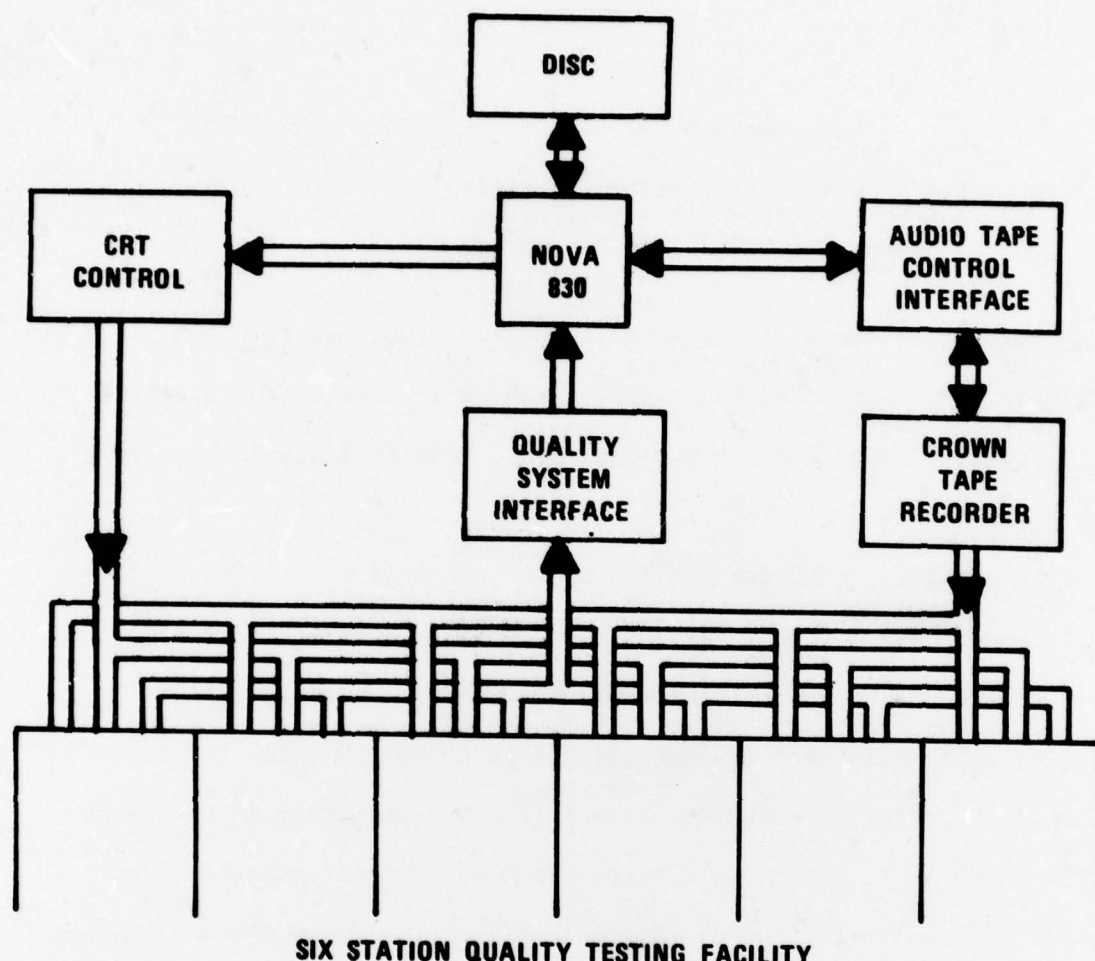 DISC
CRT
CONTROL
NOVA
830
AUDIO TAPE
CONTROL
INTERFACE
QUALITY
SYSTEM
INTERFACE
CROWN
TAPE
RECORDER
SIX STATION QUALITY TESTING FACILITY